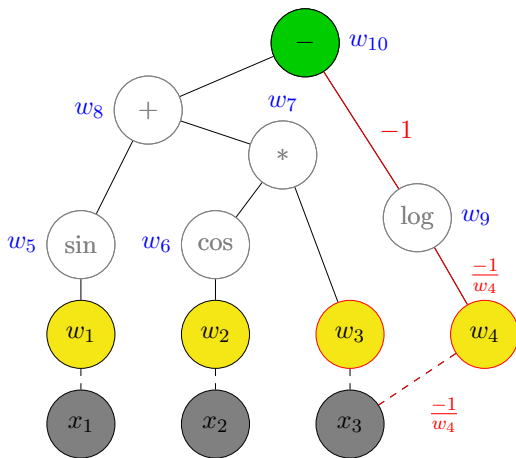 − w₁₀
w₇
w₈ +
−1
*
w₅ sin w₆ cos log w₉
−1/w₄
w₁ w₂ w₃ w₄
x₁ x₂ x₃ −1/w₄